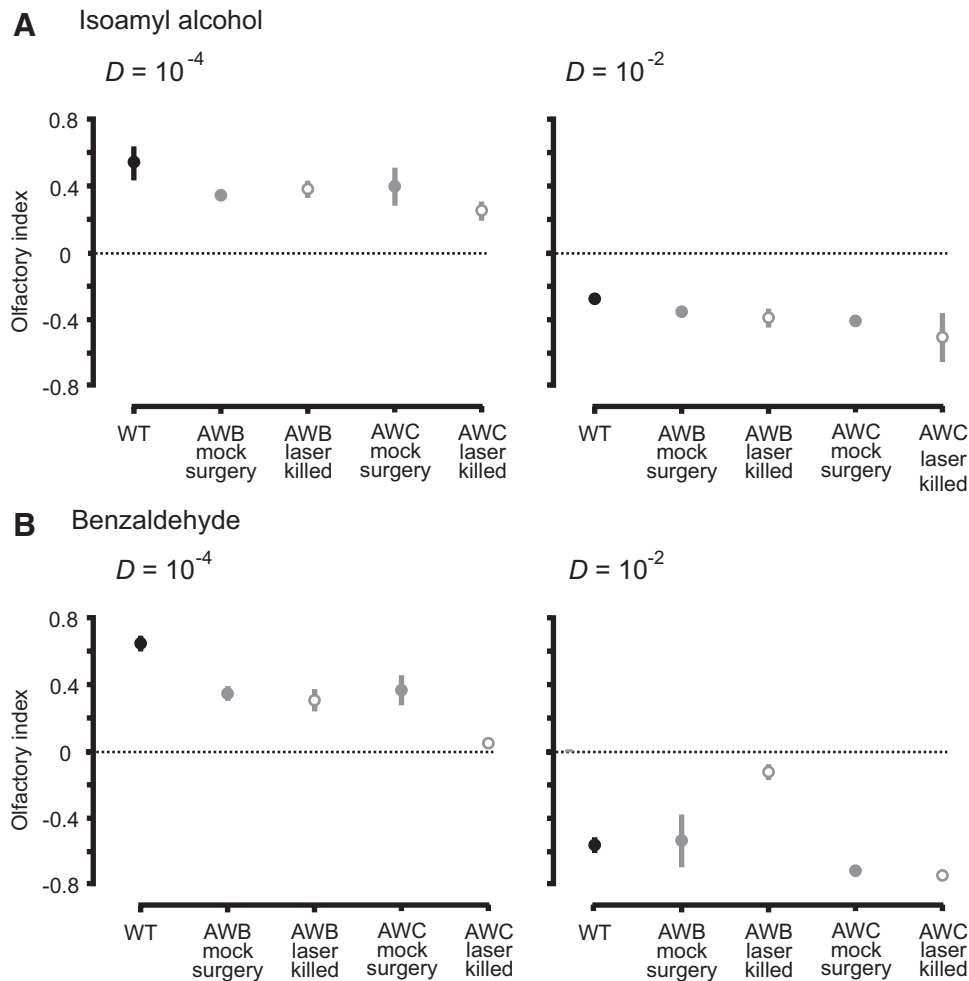 A Isoamyl alcohol
D = 10-4
D = 10-2
Olfactory index
0.8
0.4
0
-0.4
-0.8
WT
AWB mock surgery
AWB laser killed
AWC mock surgery
AWC laser killed
WT
AWB mock surgery
AWB laser killed
AWC mock surgery
AWC laser killed
B Benzaldehyde
D = 10-4
D = 10-2
Olfactory index
0.8
0.4
0
-0.4
-0.8
WT
AWB mock surgery
AWB laser killed
AWC mock surgery
AWC laser killed
WT
AWB mock surgery
AWB laser killed
AWC mock surgery
AWC laser killed